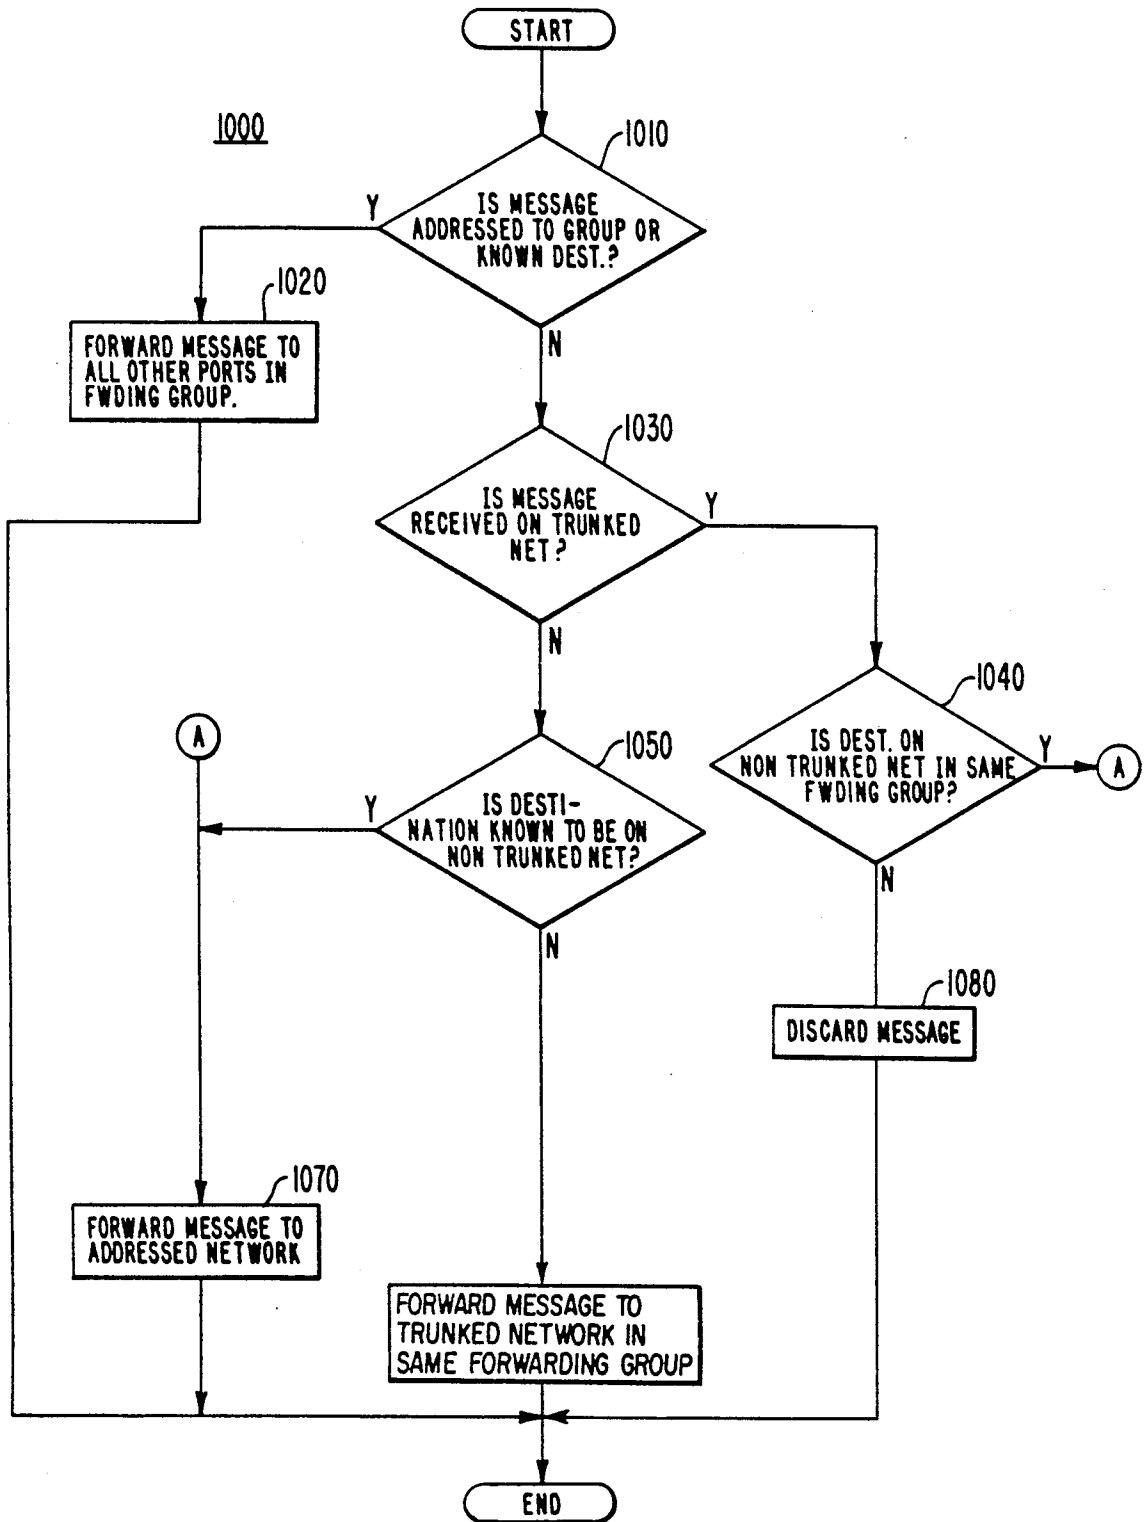 START
1000
1010
IS MESSAGE
ADDRESSED TO GROUP OR
KNOWN DEST.?
Y
N
1020
FORWARD MESSAGE TO
ALL OTHER PORTS IN
FWDING GROUP.
1030
IS MESSAGE
RECEIVED ON TRUNKED
NET?
Y
N
1040
IS DEST. ON
NON TRUNKED NET IN SAME
FWDING GROUP?
Y
A
N
A
1050
IS DESTI-
NATION KNOWN TO BE ON
NON TRUNKED NET?
Y
N
1080
DISCARD MESSAGE
1070
FORWARD MESSAGE TO
ADDRESSED NETWORK
FORWARD MESSAGE TO
TRUNKED NETWORK IN
SAME FORWARDING GROUP
END